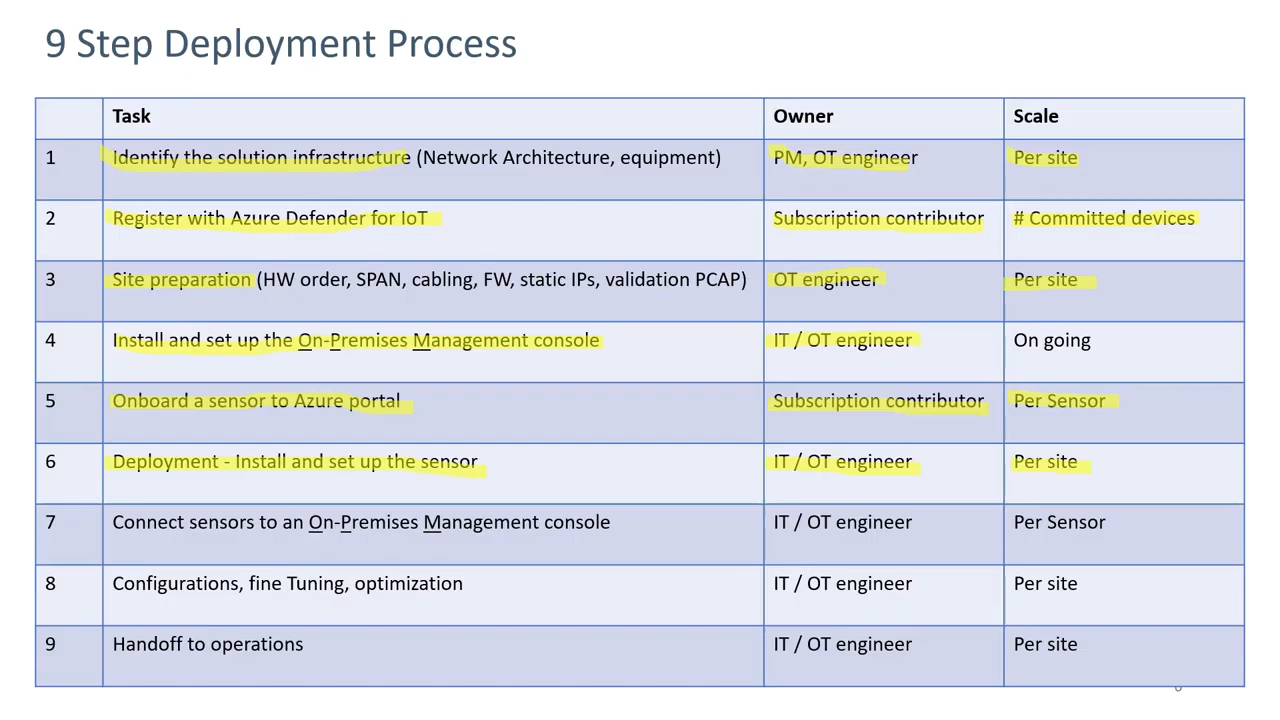 9 Step Deployment Process
Task Owner Scale
1 Identify the solution infrastructure (Network Architecture, equipment) PM, OT engineer Per site
2 Register with Azure Defender for IoT Subscription contributor # Committed devices
3 Site preparation (HW order, SPAN, cabling, FW, static IPs, validation PCAP) OT engineer Per site
4 Install and set up the On-Premises Management console IT / OT engineer On going
5 Onboard a sensor to Azure portal Subscription contributor Per Sensor
6 Deployment - Install and set up the sensor IT / OT engineer Per site
7 Connect sensors to an On-Premises Management console IT / OT engineer Per Sensor
8 Configurations, fine Tuning, optimization IT / OT engineer Per site
9 Handoff to operations IT / OT engineer Per site